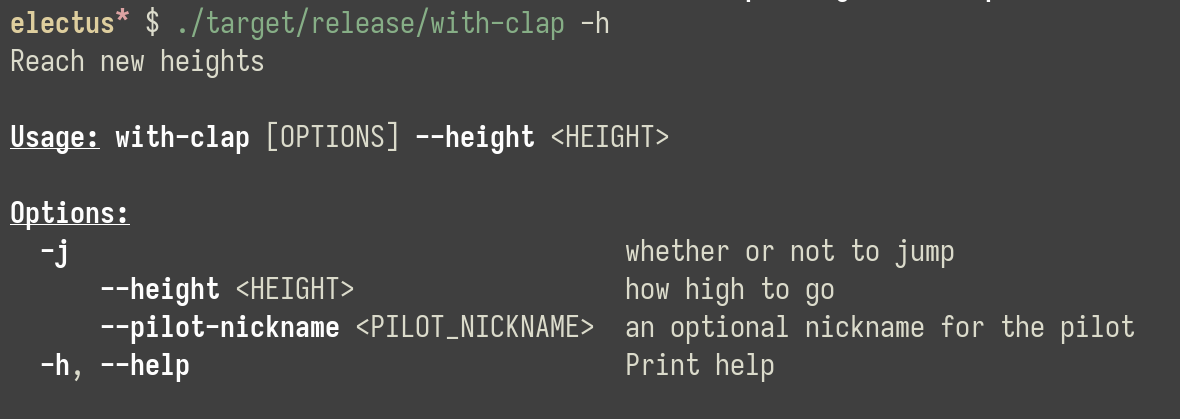 electus* $ ./target/release/with-clap -h
Reach new heights
Usage: with-clap [OPTIONS] --height <HEIGHT>
Options:
-j whether or not to jump
--height <HEIGHT> how high to go
--pilot-nickname <PILOT_NICKNAME> an optional nickname for the pilot
-h, --help Print help